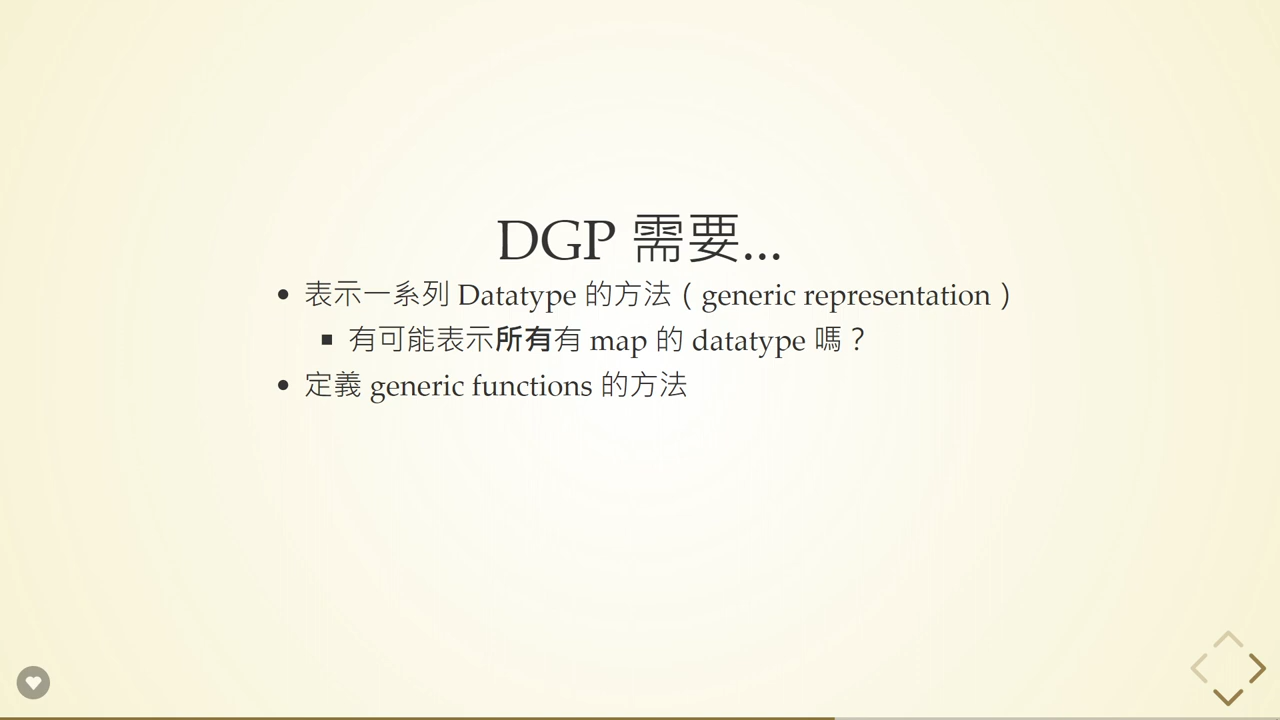 DGP 需要...
表示一系列 Datatype 的方法（generic representation）
有可能表示所有有 map 的 datatype 嗎？
定義 generic functions 的方法